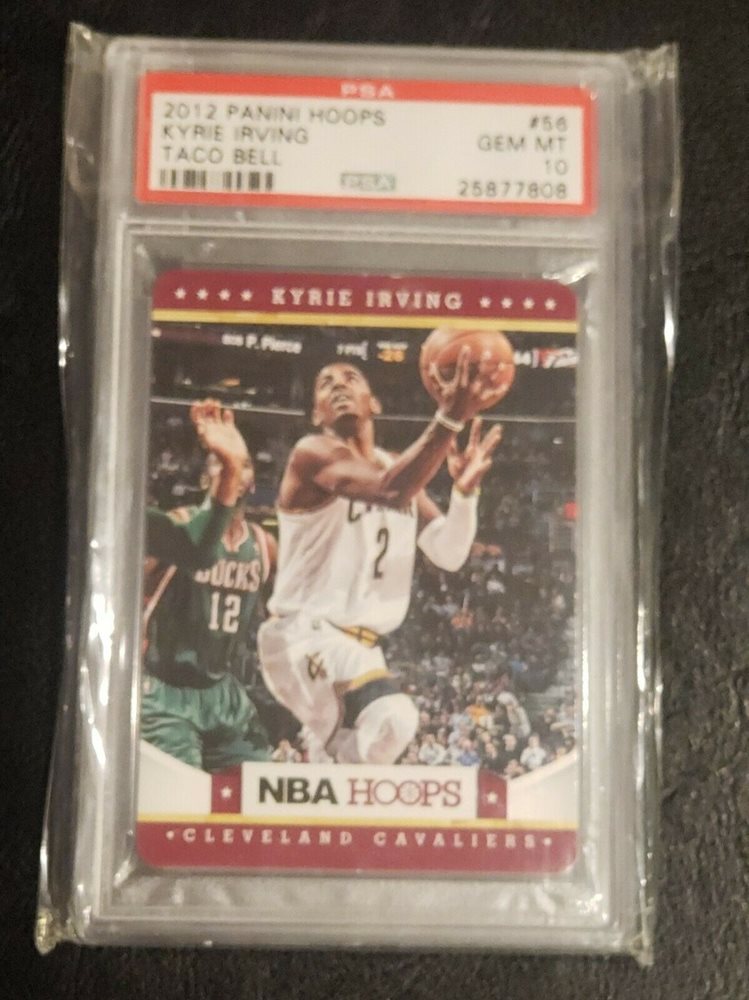 PSA
2012 PANINI HOOPS #56
KYRIE IRVING GEM MT
TACO BELL 10
PSA 25877808
★ ★ ★ ★ KYRIE IRVING ★ ★ ★ ★
P. Pierce
2
BUCKS
12
NBA HOOPS
•CLEVELAND CAVALIERS•